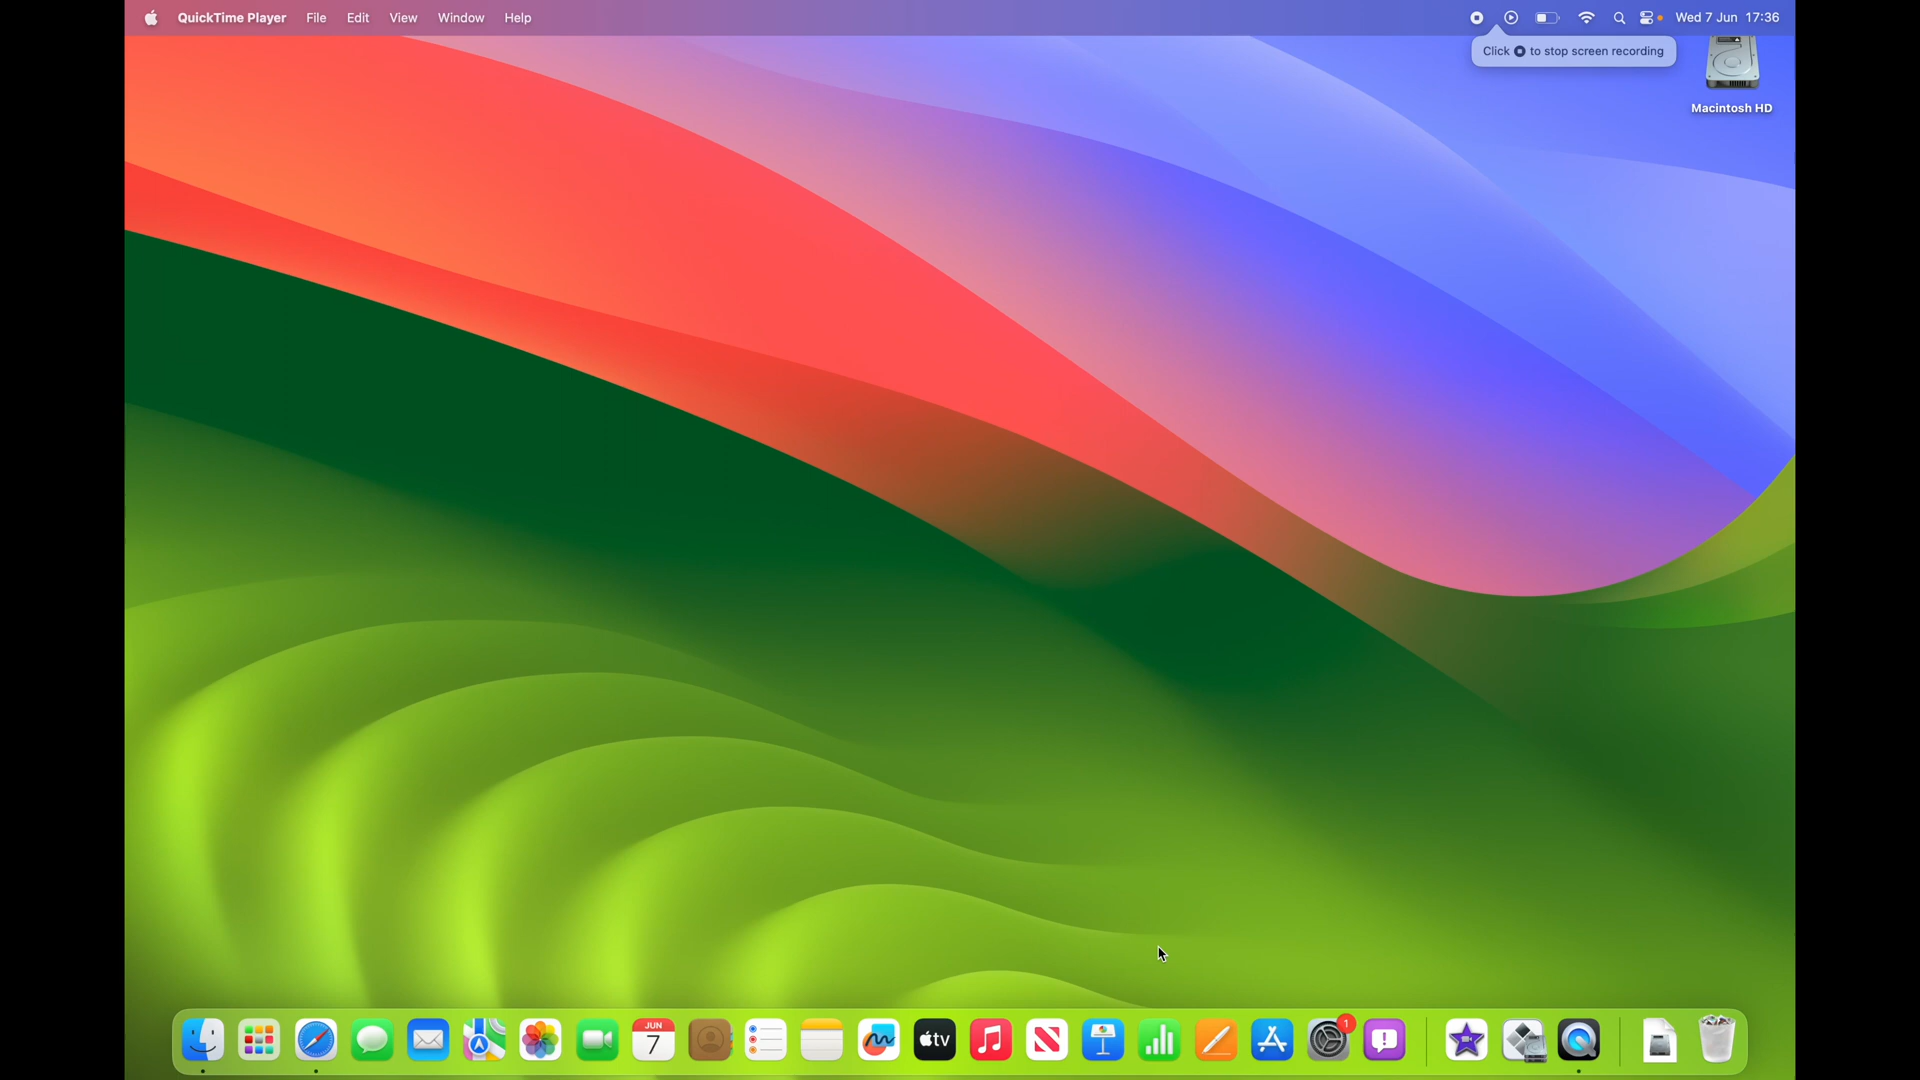 QuickTime Player File Edit View Window Help Wed 7 Jun 17:36
Click to stop screen recording
Macintosh HD
JUN
7
tv
1